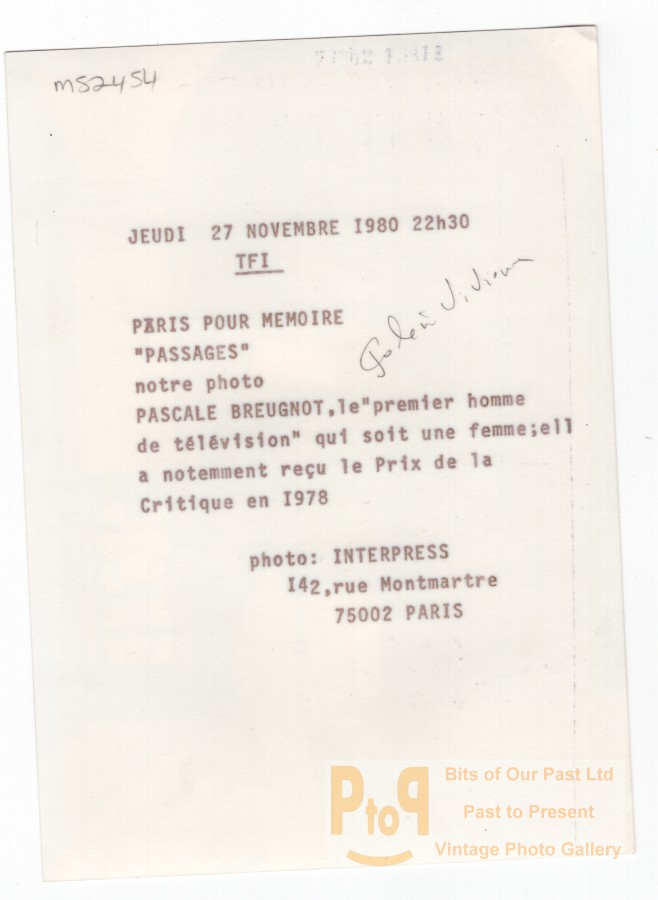 ms2454
JEUDI 27 NOVEMBRE I980 22h30
TFI
PARIS POUR MEMOIRE
"PASSAGES"
notre photo
PASCALE BREUGNOT,le"premier homme
de télévision" qui soit une femme;ell
a notemment reçu le Prix de la
Critique en I978
photo: INTERPRESS
I42,rue Montmartre
75002 PARIS
PtoP
Bits of Our Past Ltd
Past to Present
Vintage Photo Gallery